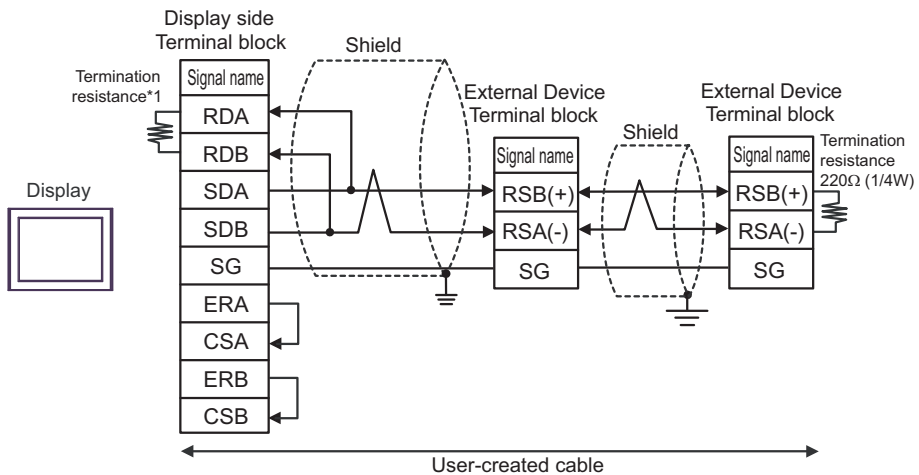 Display side
Terminal block
Shield
Termination
resistance*1
Signal name
RDA
RDB
SDA
SDB
SG
ERA
CSA
ERB
CSB
Display
External Device
Terminal block
Signal name
RSB(+)
RSA(-)
SG
Shield
External Device
Terminal block
Signal name
RSB(+)
RSA(-)
SG
Termination
resistance
220Ω (1/4W)
User-created cable